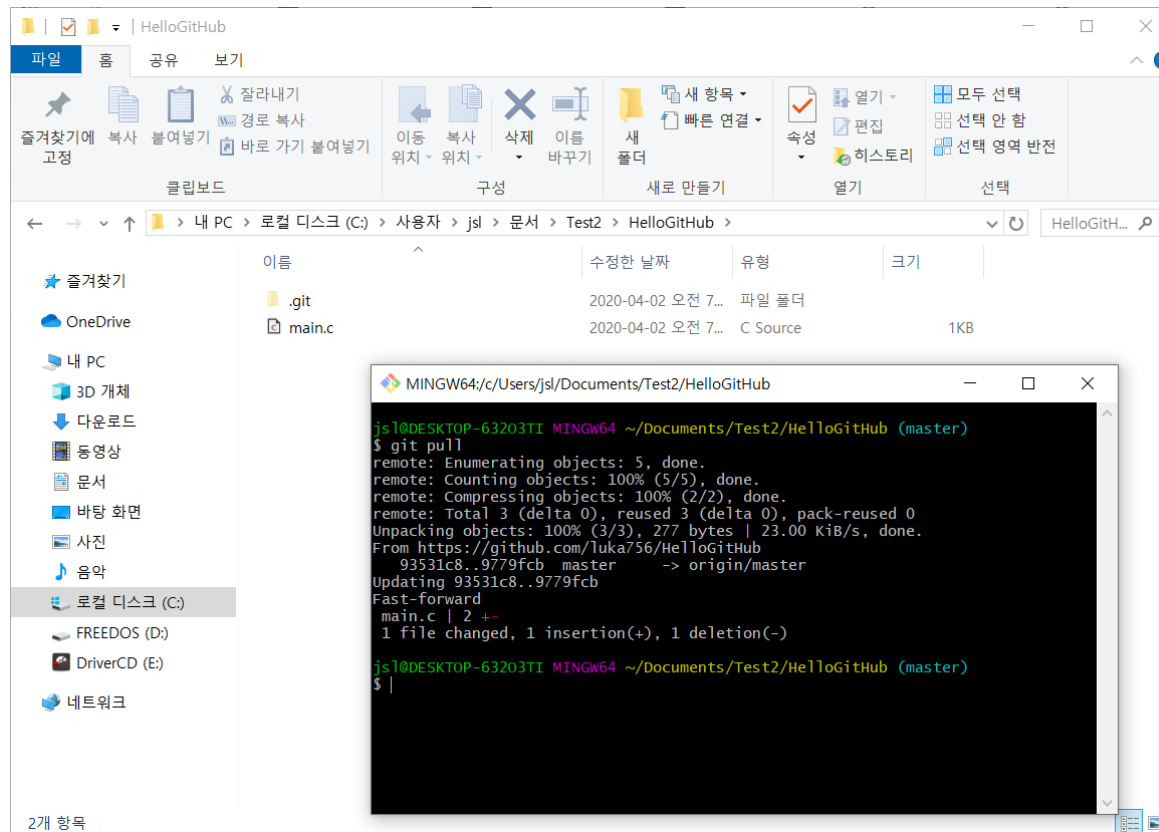 HelloGitHub
파일 홈 공유 보기
즐겨찾기에 고정
복사
붙여넣기
잘라내기
경로 복사
바로 가기 붙여넣기
클립보드
이동 위치
복사 위치
삭제
이름 바꾸기
구성
새 폴더
새 항목
빠른 연결
새로 만들기
속성
열기
편집
히스토리
열기
모두 선택
선택 안 함
선택 영역 반전
선택
내 PC > 로컬 디스크 (C:) > 사용자 > jsl > 문서 > Test2 > HelloGitHub >
HelloGitH...
이름 수정한 날짜 유형 크기
.git 2020-04-02 오전 7... 파일 폴더
main.c 2020-04-02 오전 7... C Source 1KB
즐겨찾기
OneDrive
내 PC
3D 개체
다운로드
동영상
문서
바탕 화면
사진
음악
로컬 디스크 (C:)
FREEDOS (D:)
DriverCD (E:)
네트워크
2개 항목
MINGW64:/c/Users/jsl/Documents/Test2/HelloGitHub
jsl@DESKTOP-632O3TI MINGW64 ~/Documents/Test2/HelloGitHub (master)
$ git pull
remote: Enumerating objects: 5, done.
remote: Counting objects: 100% (5/5), done.
remote: Compressing objects: 100% (2/2), done.
remote: Total 3 (delta 0), reused 3 (delta 0), pack-reused 0
Unpacking objects: 100% (3/3), 277 bytes | 23.00 KiB/s, done.
From https://github.com/luka756/HelloGitHub
   93531c8..9779fcb  master     -> origin/master
Updating 93531c8..9779fcb
Fast-forward
 main.c | 2 +-
 1 file changed, 1 insertion(+), 1 deletion(-)
jsl@DESKTOP-632O3TI MINGW64 ~/Documents/Test2/HelloGitHub (master)
$